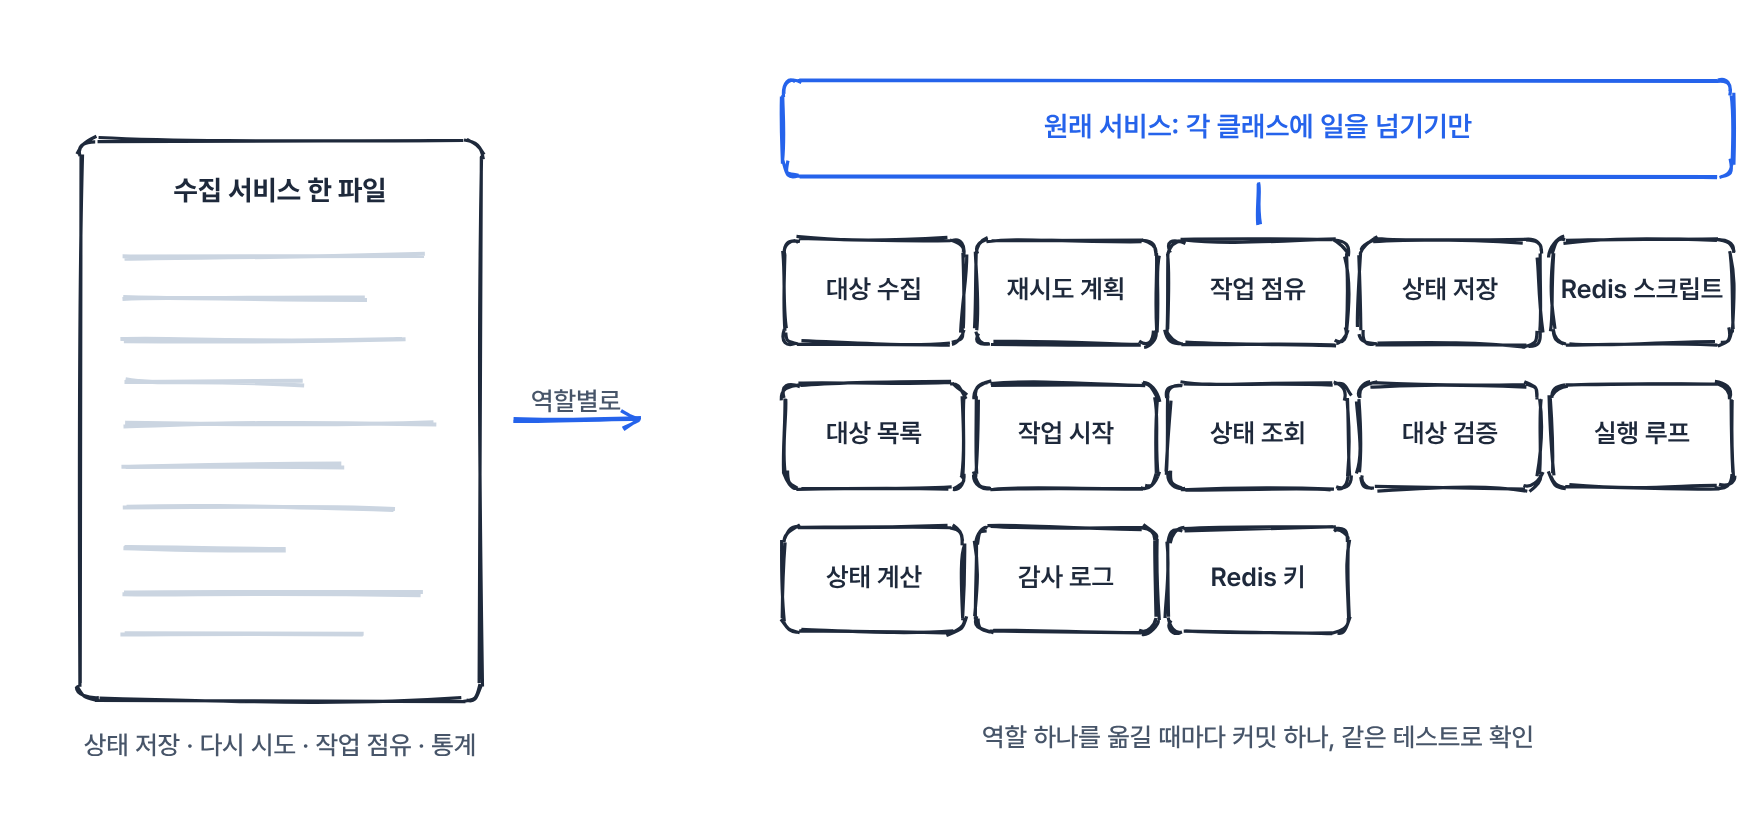 수집 서비스 한 파일
상태 저장 · 다시 시도 · 작업 점유 · 통계
역할별로
원래 서비스: 각 클래스에 일을 넘기기만
대상 수집
재시도 계획
작업 점유
상태 저장
Redis 스크립트
대상 목록
작업 시작
상태 조회
대상 검증
실행 루프
상태 계산
감사 로그
Redis 키
역할 하나를 옮길 때마다 커밋 하나, 같은 테스트로 확인